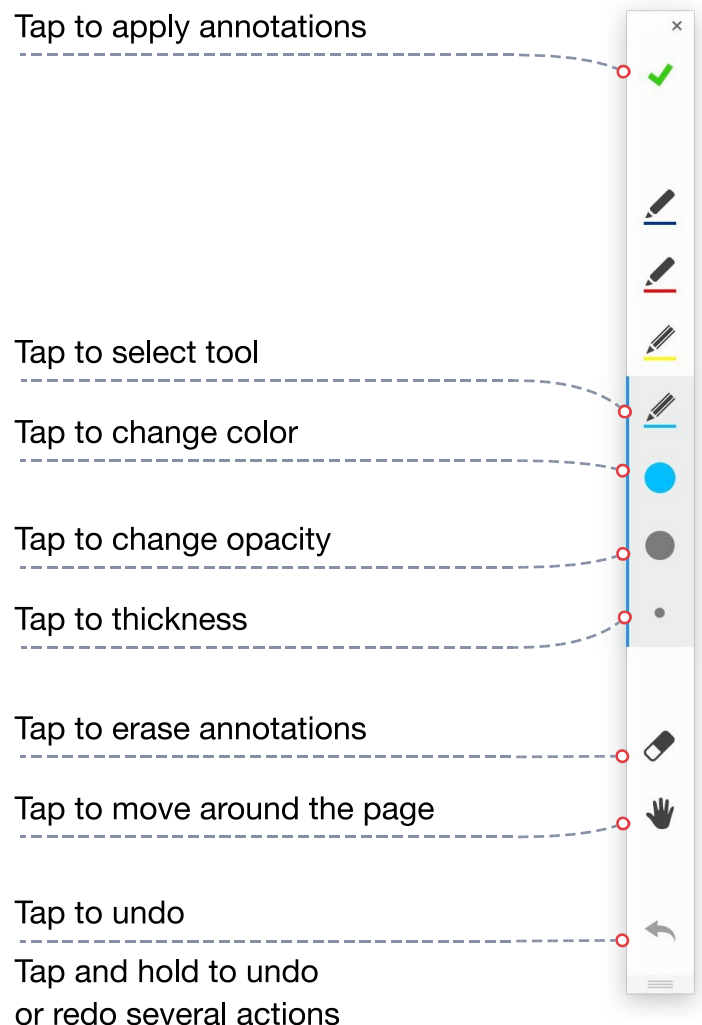 Tap to apply annotations
Tap to select tool
Tap to change color
Tap to change opacity
Tap to thickness
Tap to erase annotations
Tap to move around the page
Tap to undo
Tap and hold to undo
or redo several actions